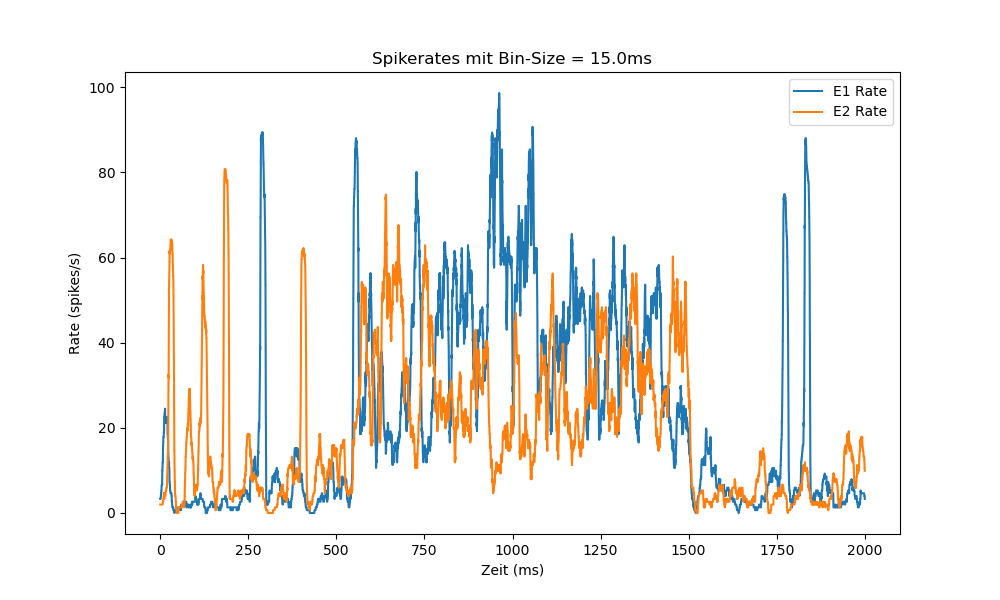 Spikerates mit Bin-Size = 15.0ms
E1 Rate
E2 Rate
100
80
60
40
20
0
Rate (spikes/s)
0 250 500 750 1000 1250 1500 1750 2000
Zeit (ms)